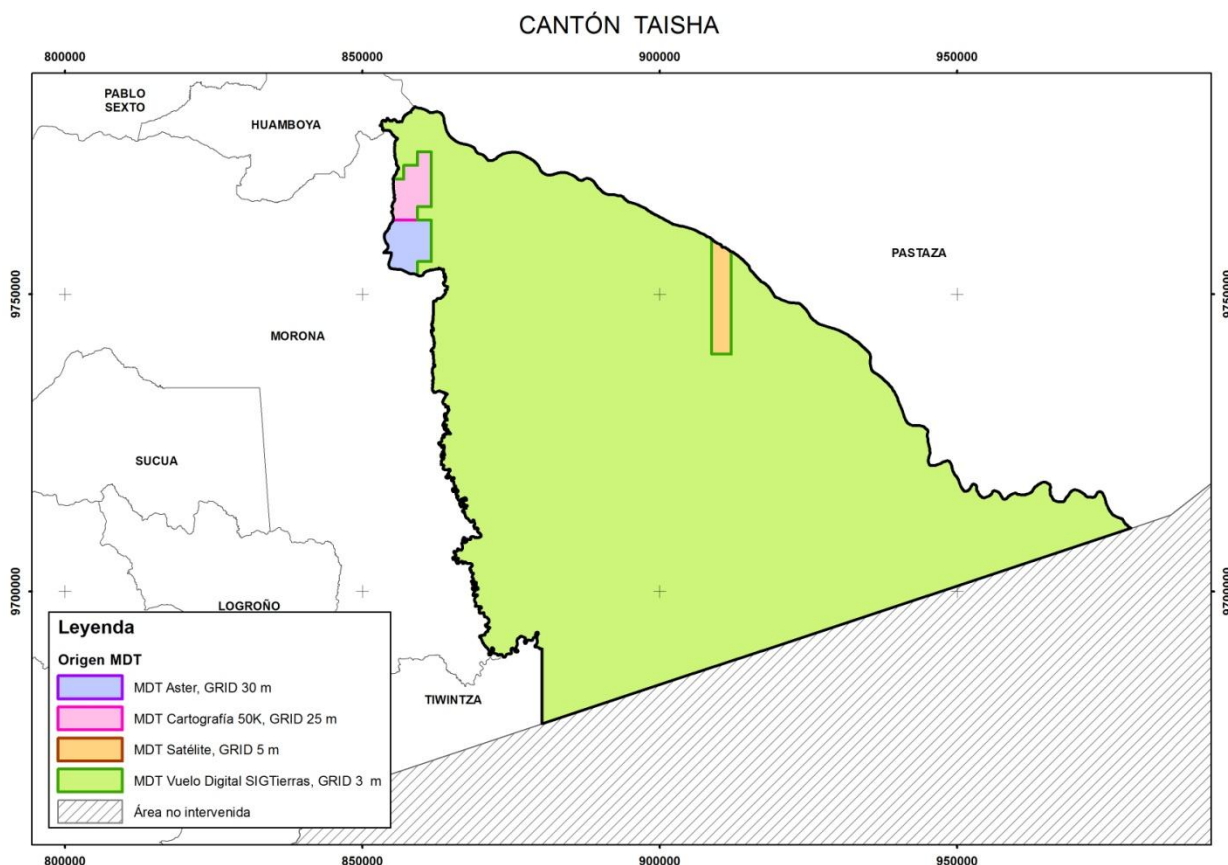 CANTÓN TAISHA
800000 850000 900000 950000
PABLO
SEXTO
HUAMBOYA
PASTAZA
9750000 9750000
MORONA
SUCUA
9700000 9700000
LOGROÑO
TIWINTZA
Leyenda
Origen MDT
MDT Aster, GRID 30 m
MDT Cartografía 50K, GRID 25 m
MDT Satélite, GRID 5 m
MDT Vuelo Digital SIGTierras, GRID 3 m
Área no intervenida
800000 850000 900000 950000